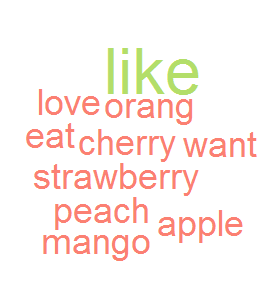 like
love orang
eat cherry want
strawberry
peach apple
mango